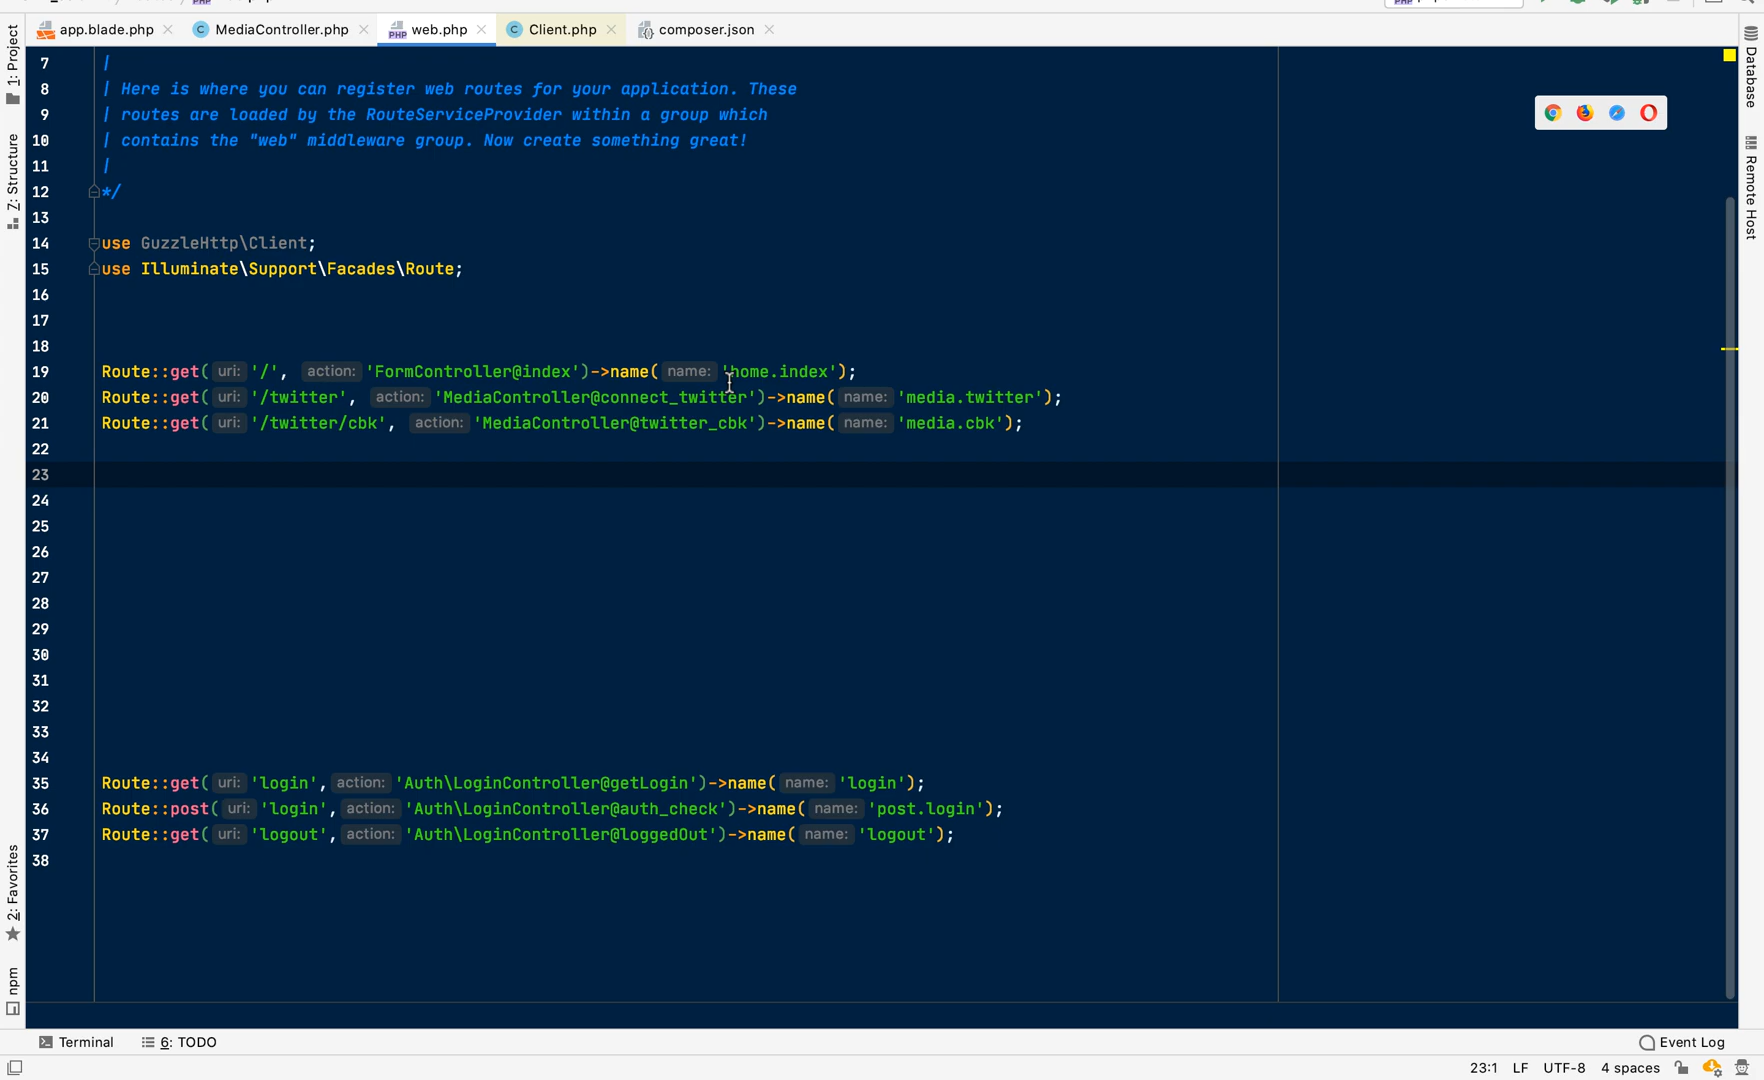 app.blade.php MediaController.php web.php Client.php composer.json
1: Project
Z: Structure
2: Favorites
npm
Database
Remote Host
7 |
8 | Here is where you can register web routes for your application. These
9 | routes are loaded by the RouteServiceProvider within a group which
10 | contains the "web" middleware group. Now create something great!
11 |
12 */
13
14 use GuzzleHttp\Client;
15 use Illuminate\Support\Facades\Route;
16
17
18
19 Route::get( uri: '/', action: 'FormController@index')->name( name: 'home.index');
20 Route::get( uri: '/twitter', action: 'MediaController@connect_twitter')->name( name: 'media.twitter');
21 Route::get( uri: '/twitter/cbk', action: 'MediaController@twitter_cbk')->name( name: 'media.cbk');
22
23
24
25
26
27
28
29
30
31
32
33
34
35 Route::get( uri: 'login', action: 'Auth\LoginController@getLogin')->name( name: 'login');
36 Route::post( uri: 'login', action: 'Auth\LoginController@auth_check')->name( name: 'post.login');
37 Route::get( uri: 'logout', action: 'Auth\LoginController@loggedOut')->name( name: 'logout');
38
Terminal 6: TODO Event Log
23:1 LF UTF-8 4 spaces